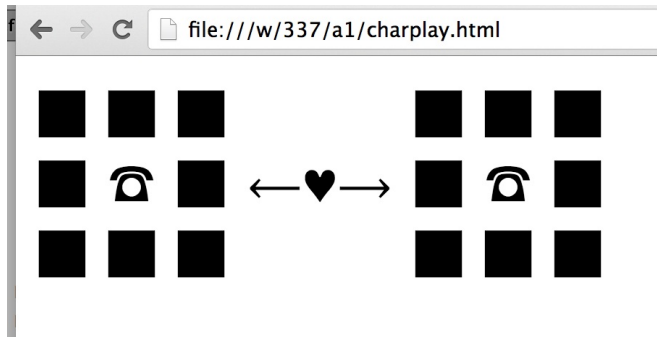 file:///w/337/a1/charplay.html
■ ■ ■ ■ ■ ■
■ ☎ ■ ←♥→ ■ ☎ ■
■ ■ ■ ■ ■ ■